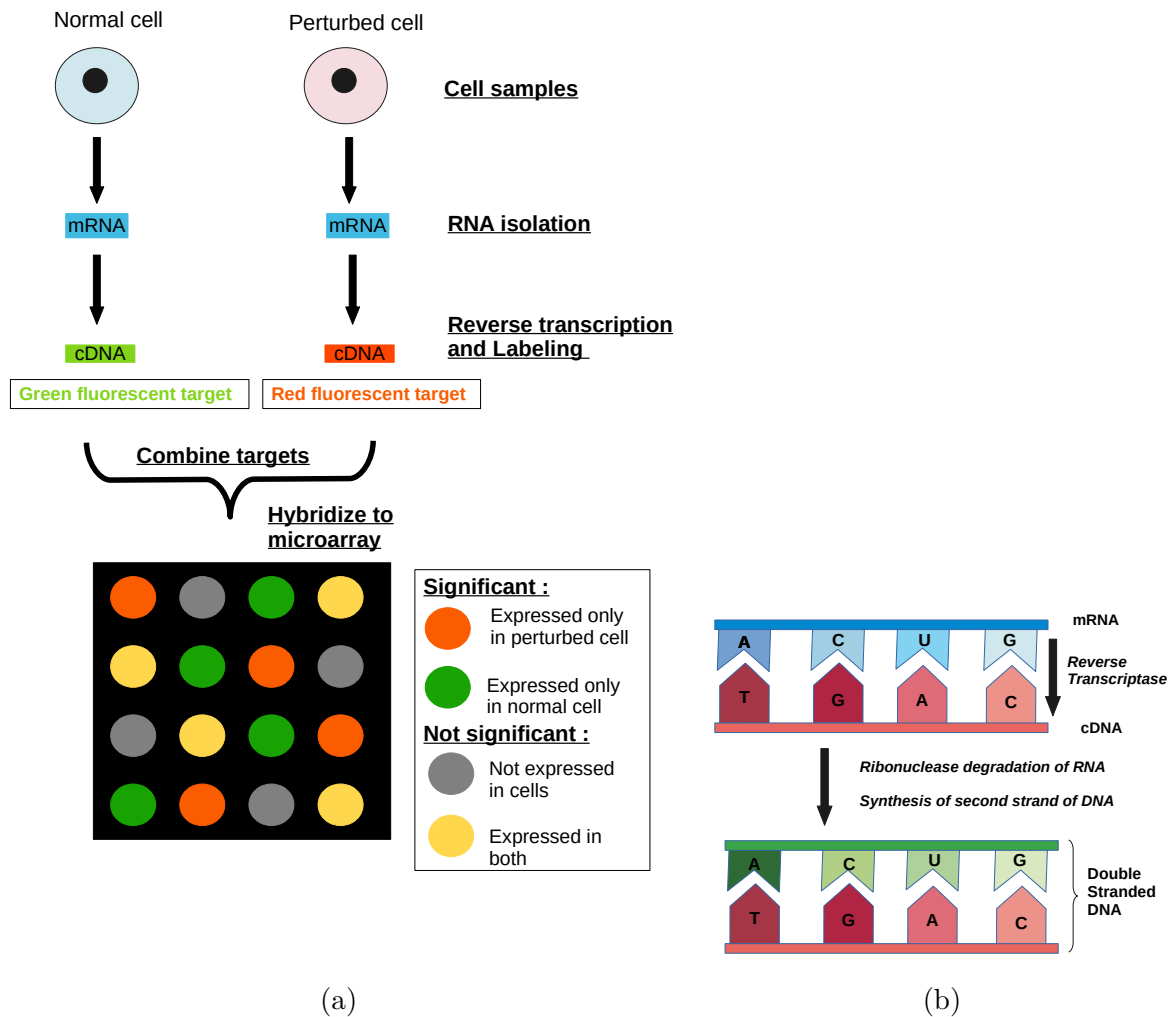 Normal cell
Perturbed cell
Cell samples
mRNA
mRNA
RNA isolation
cDNA
cDNA
Reverse transcription
and Labeling
Green fluorescent target
Red fluorescent target
Combine targets
Hybridize to
microarray
Significant :
Expressed only
in perturbed cell
Expressed only
in normal cell
Not significant :
Not expressed
in cells
Expressed in
both
(a)
mRNA
A C U G
Reverse
Transcriptase
T G A C
cDNA
Ribonuclease degradation of RNA
Synthesis of second strand of DNA
A C U G
T G A C
Double
Stranded
DNA
(b)